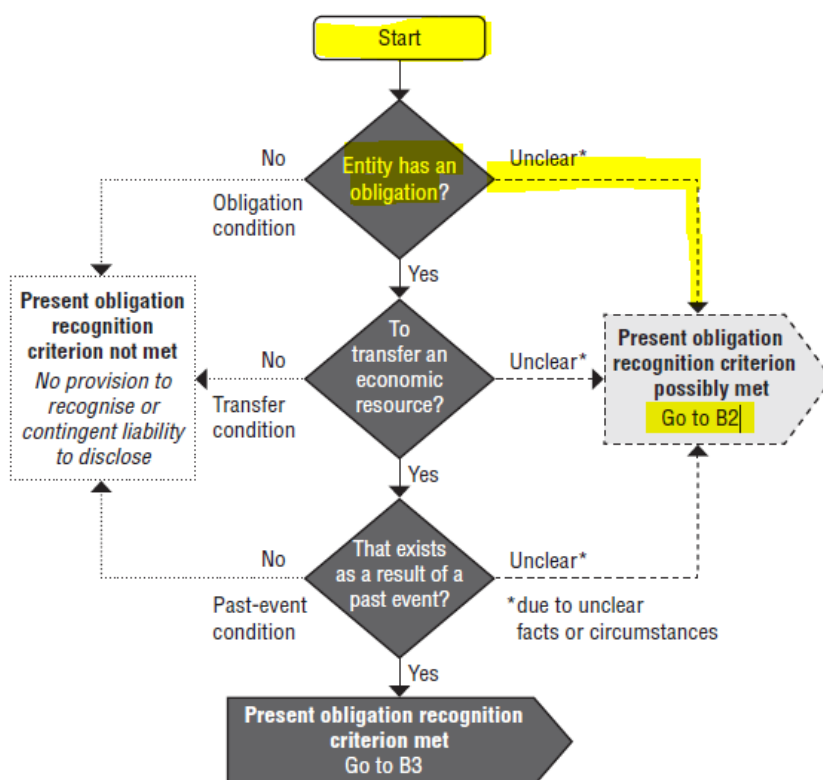 Start
No
Entity has an
obligation?
Unclear*
Obligation
condition
Yes
Present obligation
recognition
criterion not met
No provision to
recognise or
contingent liability
to disclose
No
Transfer
condition
To
transfer an
economic
resource?
Unclear*
Present obligation
recognition criterion
possibly met
Go to B2
Yes
No
Past-event
condition
That exists
as a result of a
past event?
Unclear*
*due to unclear
facts or circumstances
Yes
Present obligation recognition
criterion met
Go to B3